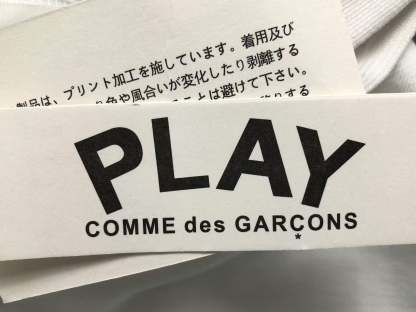 製品は、プリント加工を施しています。着用及び
色や風合いが変化したり剥離する
ことは避けて下さい。
する
PLAY
COMME des GARÇONS
*